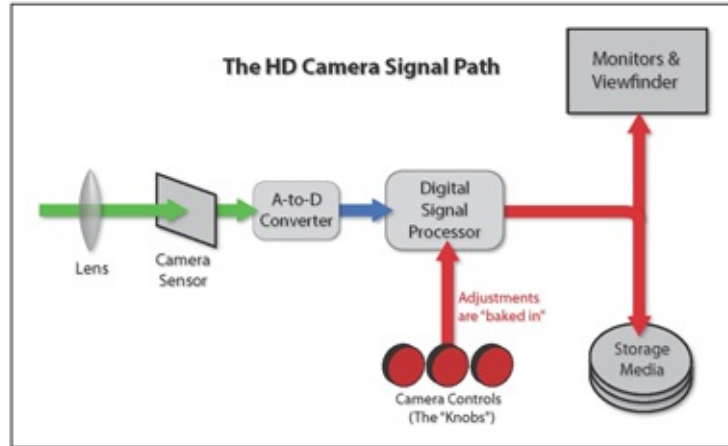 The HD Camera Signal Path
Monitors &
Viewfinder
A-to-D
Converter
Digital
Signal
Processor
Lens
Camera
Sensor
Adjustments
are "baked in"
Camera Controls
(The "Knobs")
Storage
Media